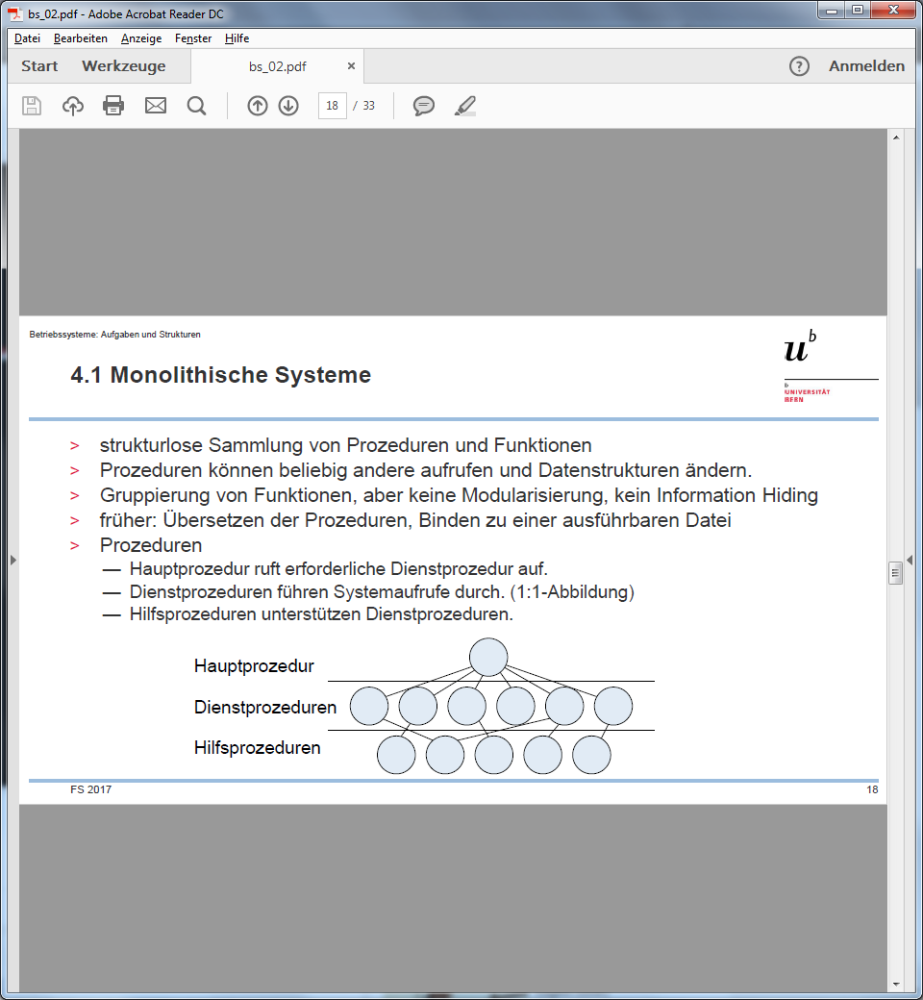 bs_02.pdf - Adobe Acrobat Reader DC
Datei Bearbeiten Anzeige Fenster Hilfe
Start Werkzeuge bs_02.pdf × ? Anmelden
18 / 33
Betriebssysteme: Aufgaben und Strukturen
u b
4.1 Monolithische Systeme
b
UNIVERSITÄT
BERN
> strukturlose Sammlung von Prozeduren und Funktionen
> Prozeduren können beliebig andere aufrufen und Datenstrukturen ändern.
> Gruppierung von Funktionen, aber keine Modularisierung, kein Information Hiding
> früher: Übersetzen der Prozeduren, Binden zu einer ausführbaren Datei
> Prozeduren
— Hauptprozedur ruft erforderliche Dienstprozedur auf.
— Dienstprozeduren führen Systemaufrufe durch. (1:1-Abbildung)
— Hilfsprozeduren unterstützen Dienstprozeduren.
Hauptprozedur
Dienstprozeduren
Hilfsprozeduren
FS 2017 18